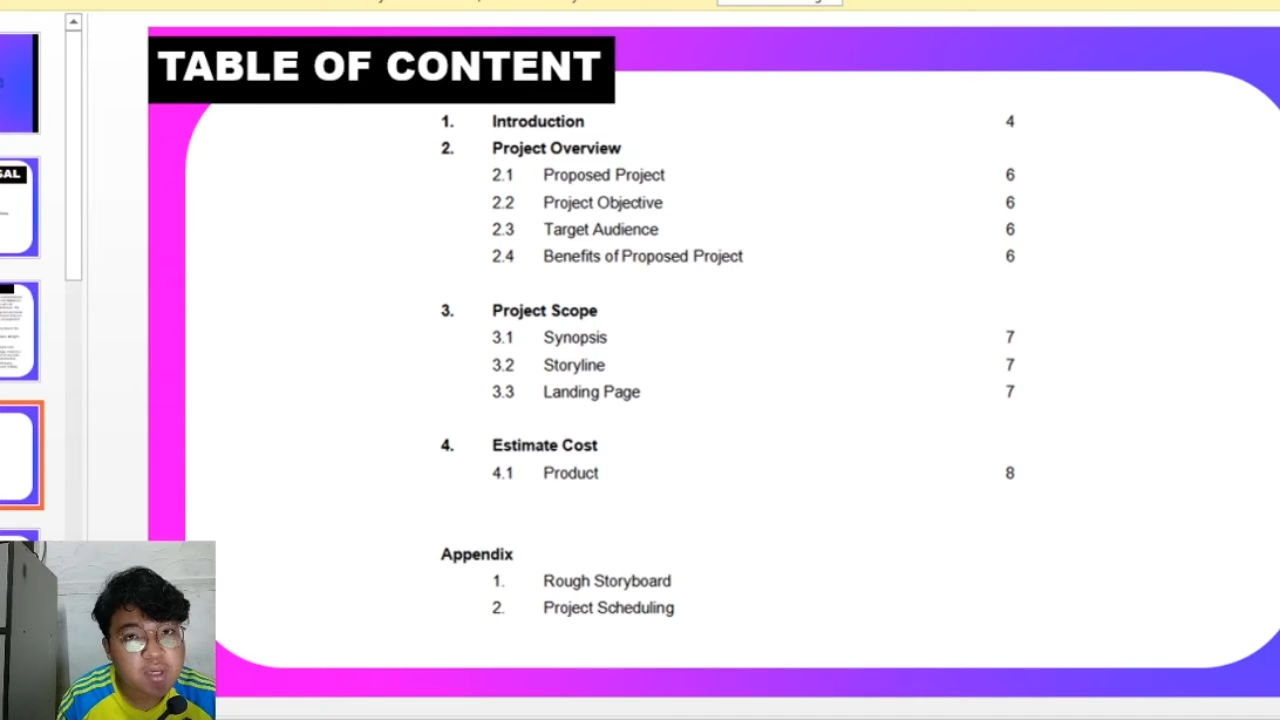 TABLE OF CONTENT
1. Introduction 4
2. Project Overview
2.1 Proposed Project 6
2.2 Project Objective 6
2.3 Target Audience 6
2.4 Benefits of Proposed Project 6
3. Project Scope
3.1 Synopsis 7
3.2 Storyline 7
3.3 Landing Page 7
4. Estimate Cost
4.1 Product 8
Appendix
1. Rough Storyboard
2. Project Scheduling